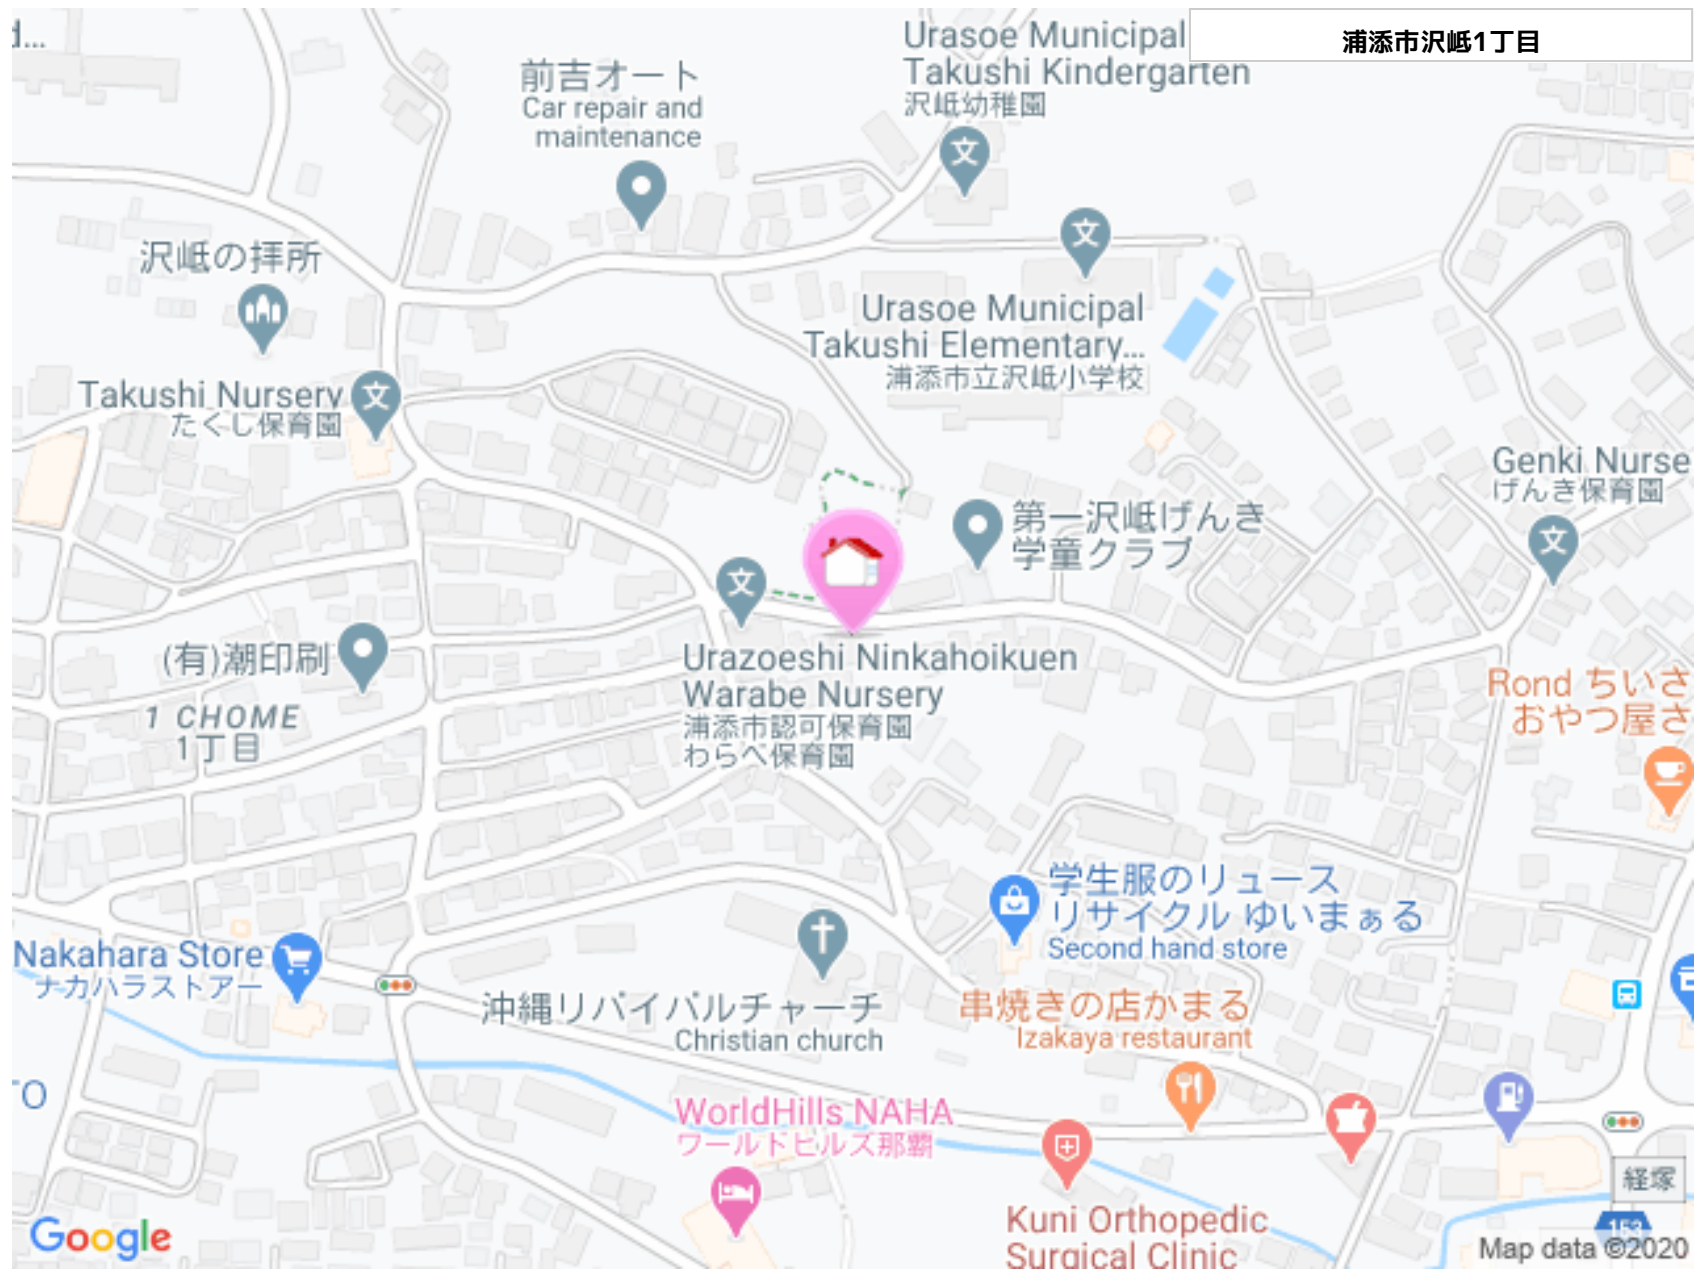 d...
Urasoe Municipal
Takushi Kindergarten
沢岻幼稚園
浦添市沢岻1丁目
前吉オート
Car repair and
maintenance
沢岻の拝所
Urasoe Municipal
Takushi Elementary...
浦添市立沢岻小学校
Takushi Nursery
たくし保育園
Genki Nurse
げんき保育園
第一沢岻げんき
学童クラブ
(有)潮印刷
1 CHOME
1丁目
Urazoeshi Ninkahoikuen
Warabe Nursery
浦添市認可保育園
わらべ保育園
Rond ちいさ
おやつ屋さ
学生服のリュース
リサイクル ゆいまぁる
Second hand store
Nakahara Store
ナカハラストアー
沖縄リバイバルチャーチ
Christian church
串焼きの店かまる
Izakaya restaurant
TO
WorldHills NAHA
ワールドヒルズ那覇
Kuni Orthopedic
Surgical Clinic
経塚
153
Google
Map data ©2020